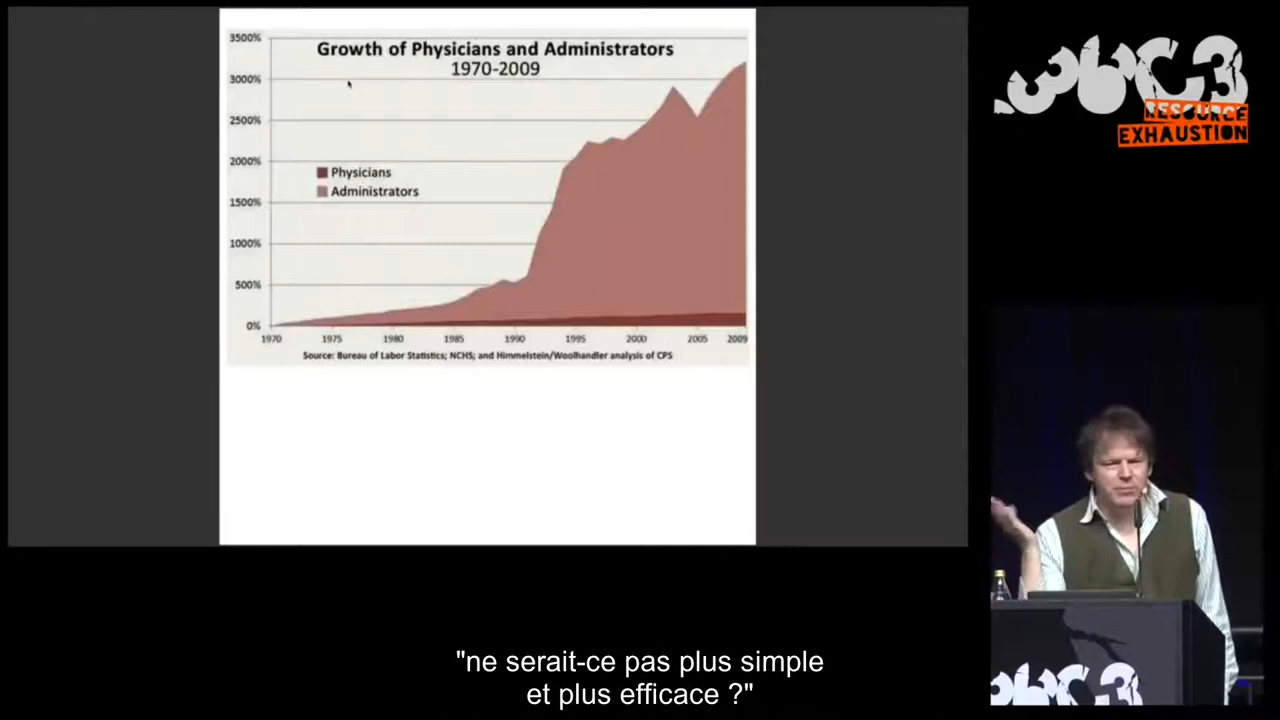 Growth of Physicians and Administrators
1970-2009
3500%
3000%
2500%
2000%
1500%
1000%
500%
0%
Physicians
Administrators
1970 1975 1980 1985 1990 1995 2000 2005 2009
Source: Bureau of Labor Statistics; NCHS; and Himmelstein/Woolhandler analysis of CPS
36C3
RESOURCE
EXHAUSTION
36C3
"ne serait-ce pas plus simple
et plus efficace ?"